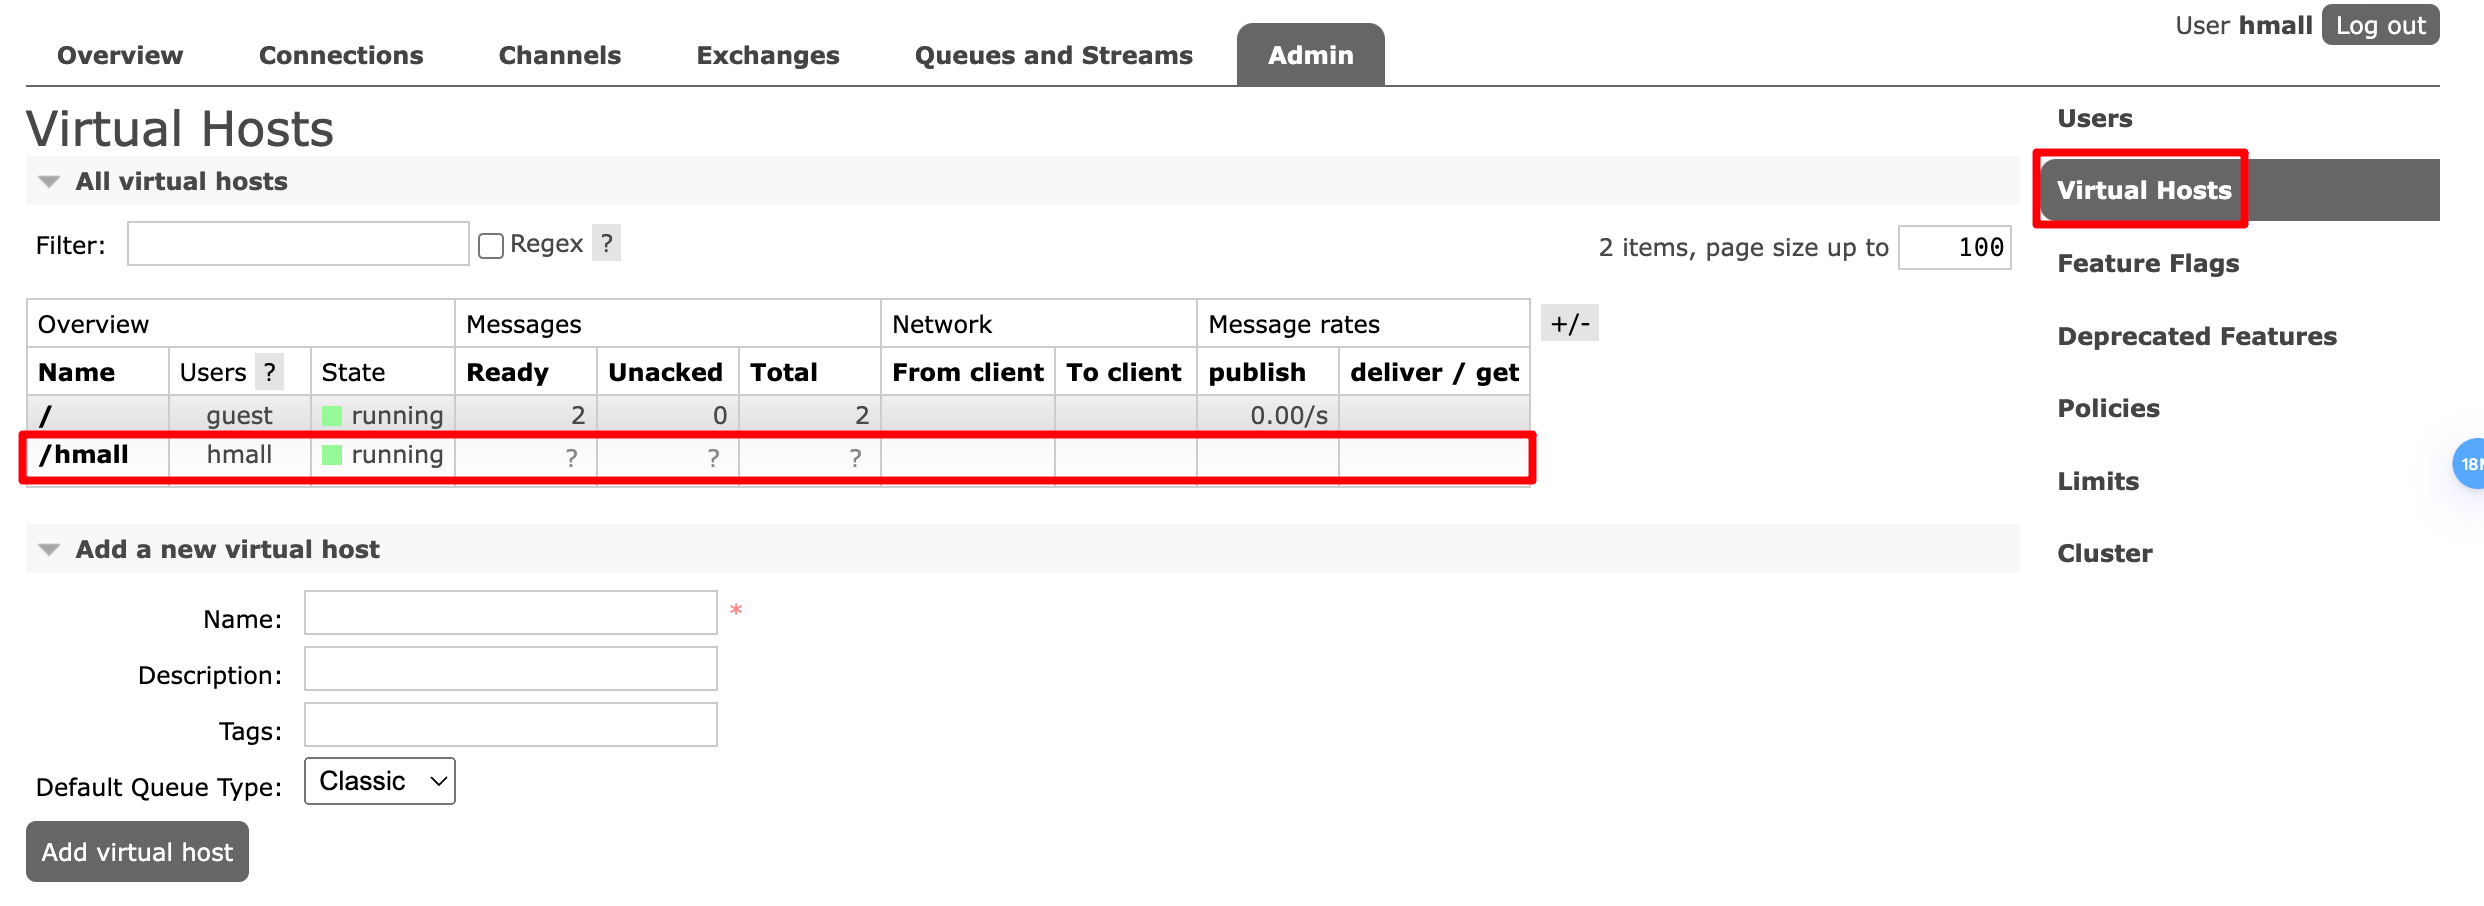 User hmall Log out
Overview Connections Channels Exchanges Queues and Streams Admin
Virtual Hosts
All virtual hosts
Filter: Regex ? 2 items, page size up to 100
Overview Messages Network Message rates +/-
Name Users ? State Ready Unacked Total From client To client publish deliver / get
/ guest running 2 0 2 0.00/s
/hmall hmall running ? ? ?
Add a new virtual host
Name: *
Description:
Tags:
Default Queue Type: Classic
Add virtual host
Users
Virtual Hosts
Feature Flags
Deprecated Features
Policies
Limits
Cluster